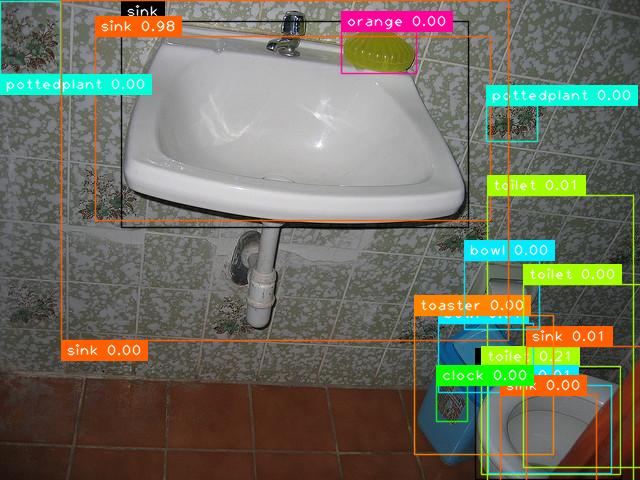 sink
sink 0.98
orange 0.00
pottedplant 0.00
pottedplant 0.00
toilet 0.01
bowl 0.00
toilet 0.00
toaster 0.00
sink 0.01
sink 0.00
toilet 0.21
clock 0.00
0.01
sink 0.00